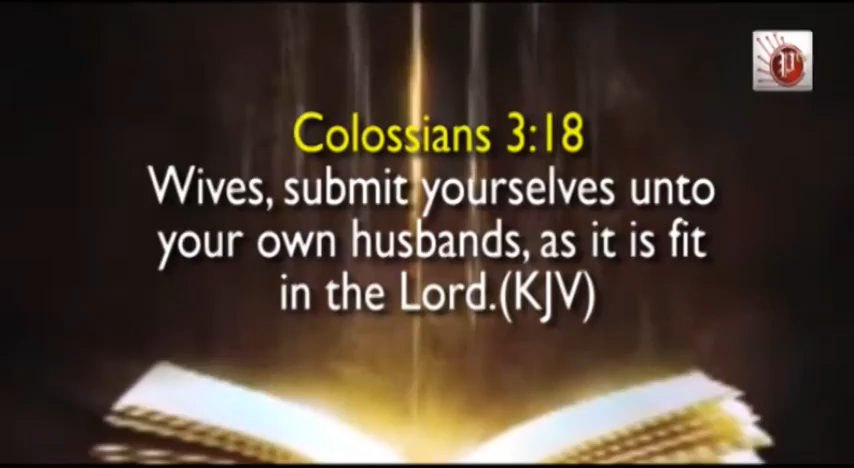 Colossians 3:18
Wives, submit yourselves unto
your own husbands, as it is fit
in the Lord.(KJV)
P